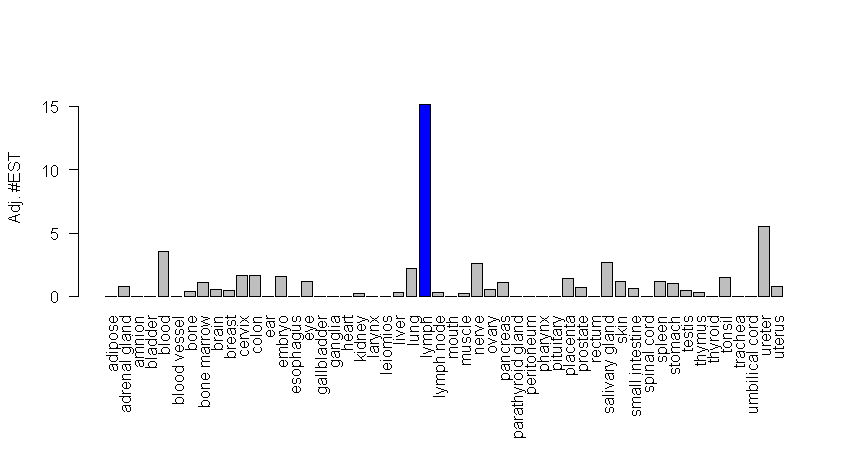 Adj. #EST
15
10
5
0
adipose
adrenal gland
amnion
bladder
blood
blood vessel
bone
bone marrow
brain
breast
cervix
colon
ear
embryo
esophagus
eye
gallbladder
ganglia
heart
kidney
larynx
leiomios
liver
lung
lymph
lymph node
mouth
muscle
nerve
ovary
pancreas
parathyroid gland
peritoneum
pharynx
pituitary
placenta
prostate
rectum
salivary gland
skin
small intestine
spinal cord
spleen
stomach
testis
thymus
thyroid
tonsil
trachea
umbilical cord
ureter
uterus